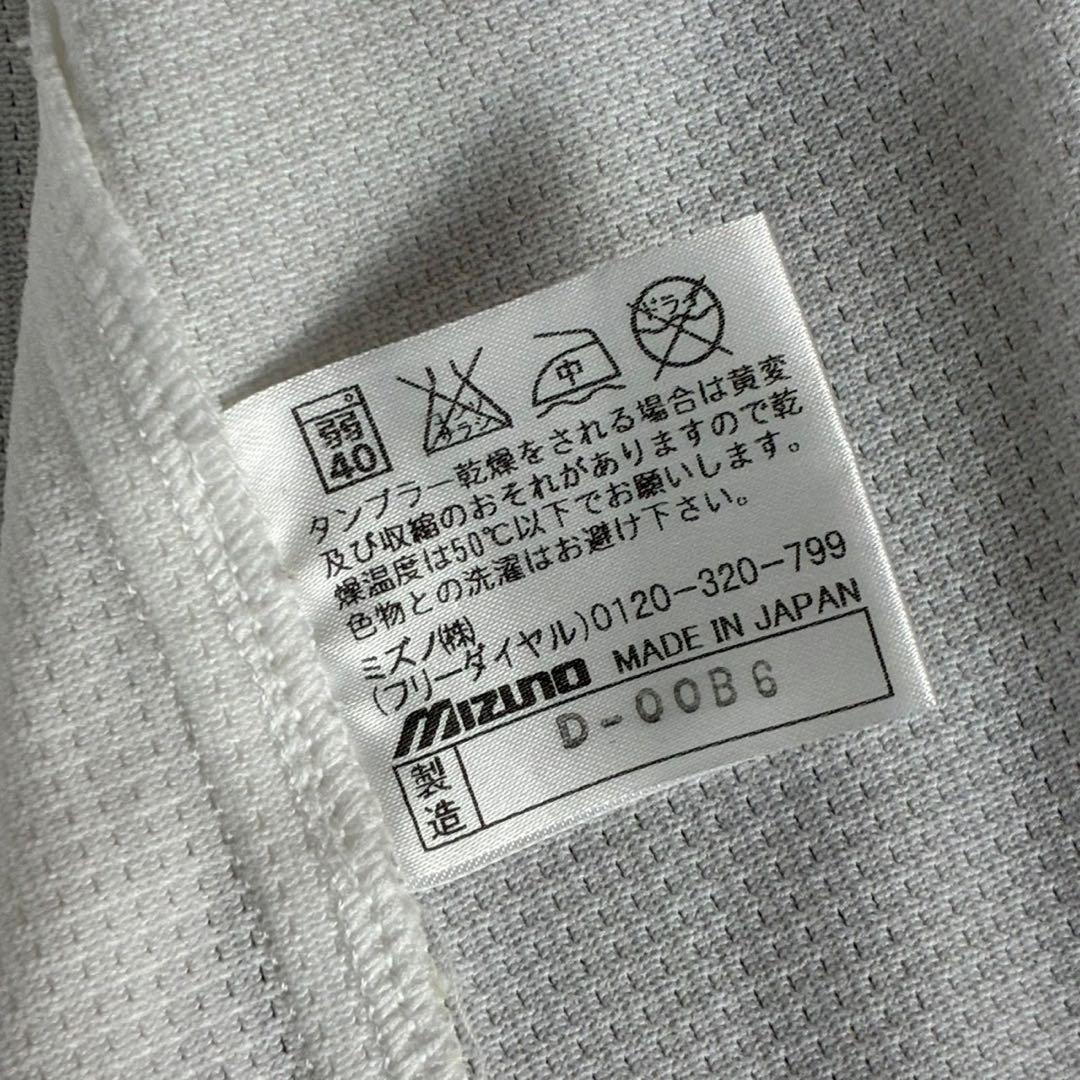 弱
40
サラシ
中
ドライ
タンブラー乾燥をされる場合は黄変
及び収縮のおそれがありますので乾
燥温度は50℃以下でお願いします。
色物との洗濯はお避け下さい。
ミズノ㈱
(フリーダイヤル)0120-320-799
MIZUNO MADE IN JAPAN
製造 D-00B6